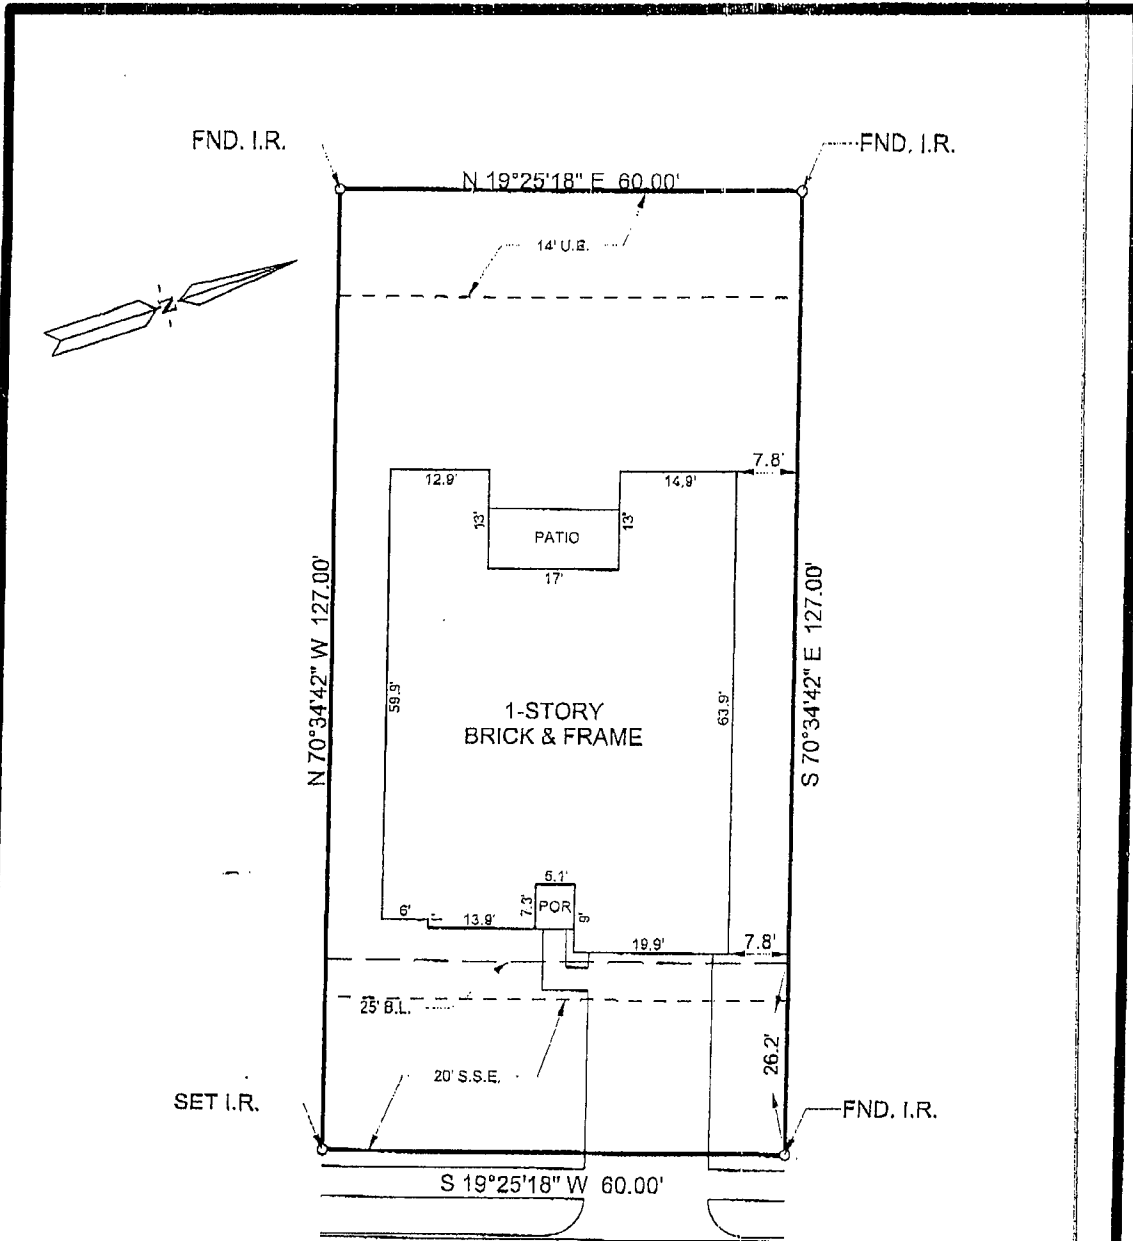 FND. I.R.
FND. I.R.
N 19°25'18" E 60.00'
14' U.E.
N
7.8'
12.9'
14.9'
13'
13'
PATIO
17'
N 70°34'42" W 127.00'
S 70°34'42" E 127.00'
59.9'
63.9'
1-STORY
BRICK & FRAME
5.1'
7.3'
POR
9'
6'
13.9'
19.9'
7.8'
25' B.L.
26.2'
20' S.S.E.
SET I.R.
FND. I.R.
S 19°25'18" W 60.00'